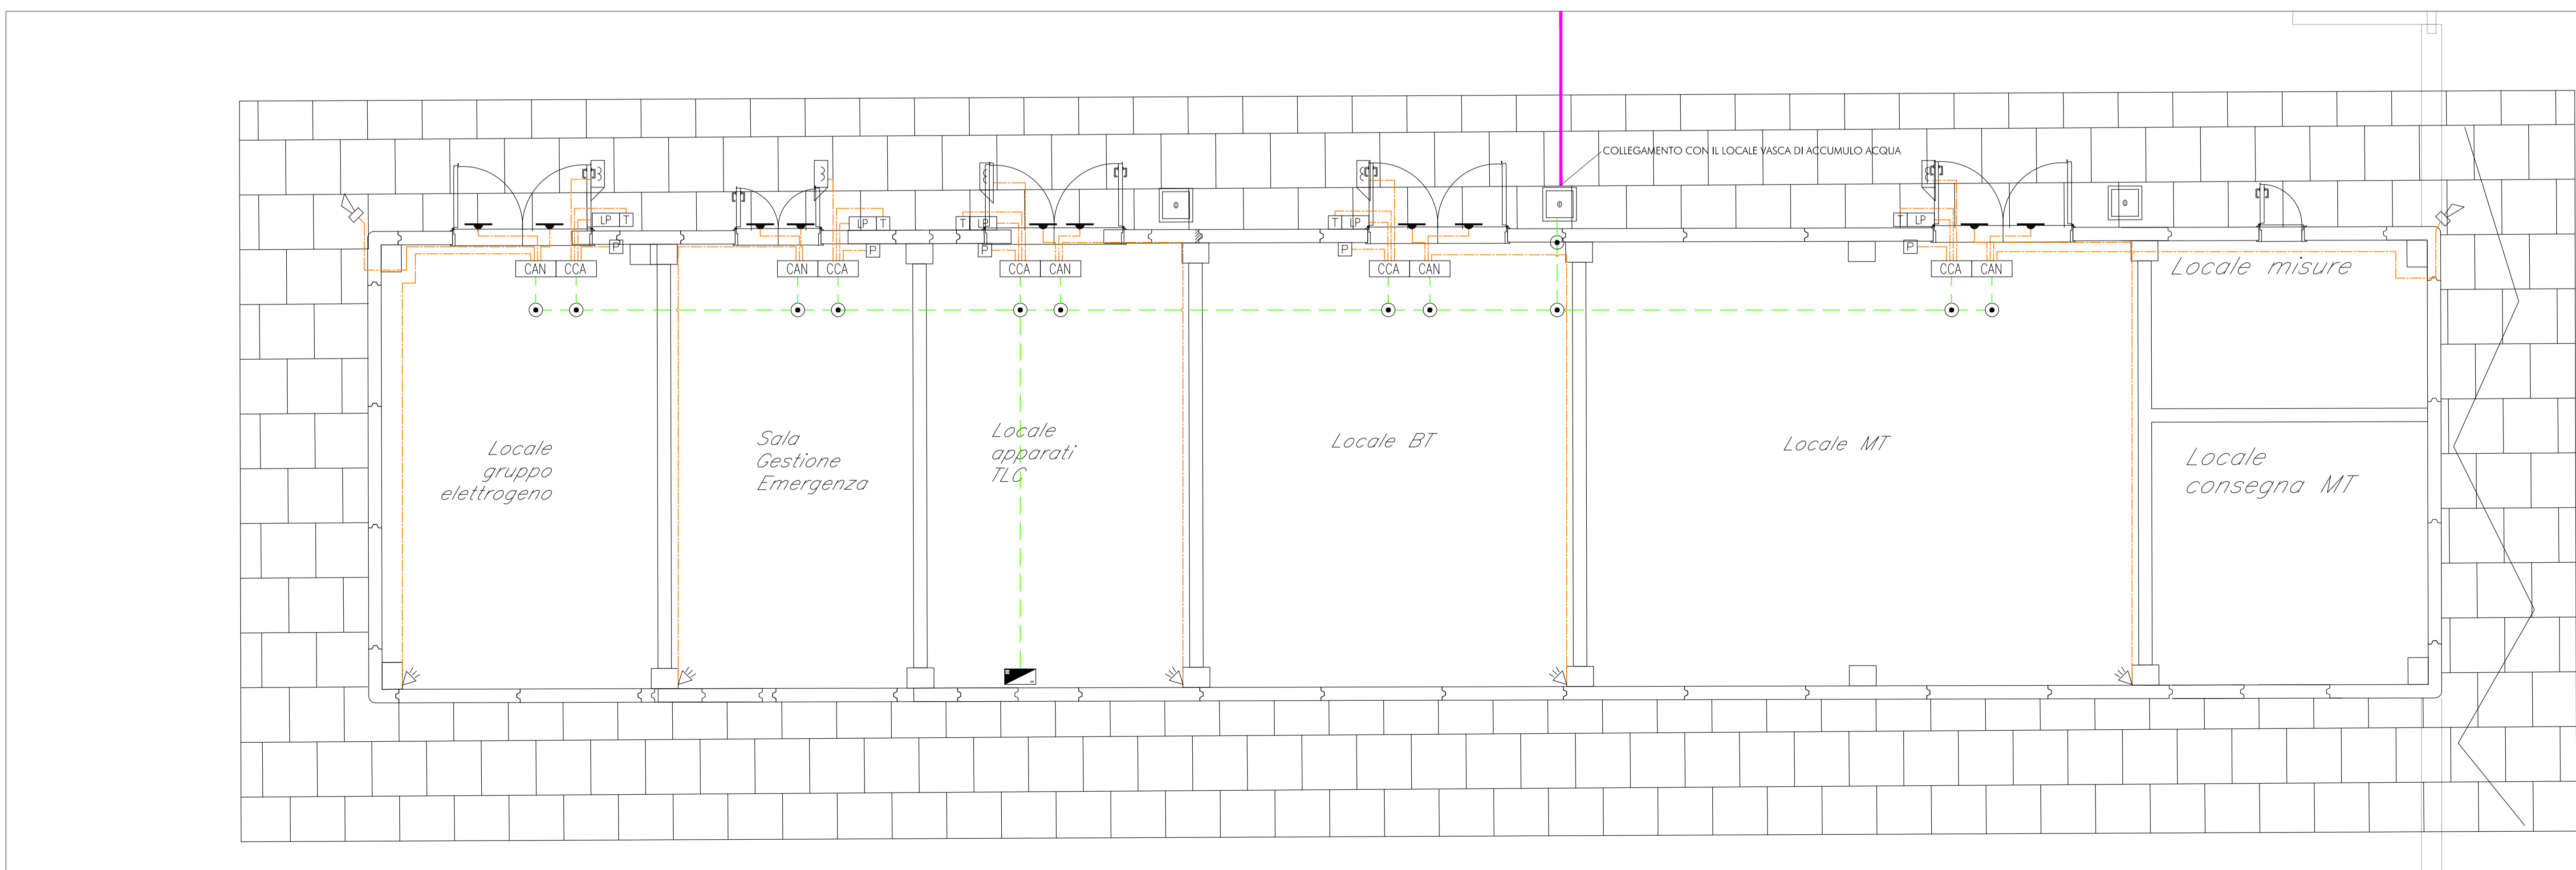 COLLEGAMENTO CON IL LOCALE VASCA DI ACCUMULO ACQUA
LP T
LP T
T LP
T LP
T LP
P
P
P
P
P
CAN CCA
CAN CCA
CCA CAN
CCA CAN
CCA CAN
Locale misure
Locale
gruppo
elettrogeno
Sala
Gestione
Emergenza
Locale
apparati
TLC
Locale BT
Locale MT
Locale
consegna MT